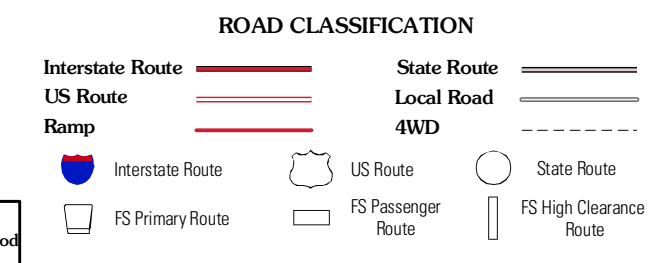 ROAD CLASSIFICATION
Interstate Route
State Route
US Route
Local Road
Ramp
4WD
Interstate Route
US Route
State Route
FS Primary Route
FS Passenger
Route
FS High Clearance
Route